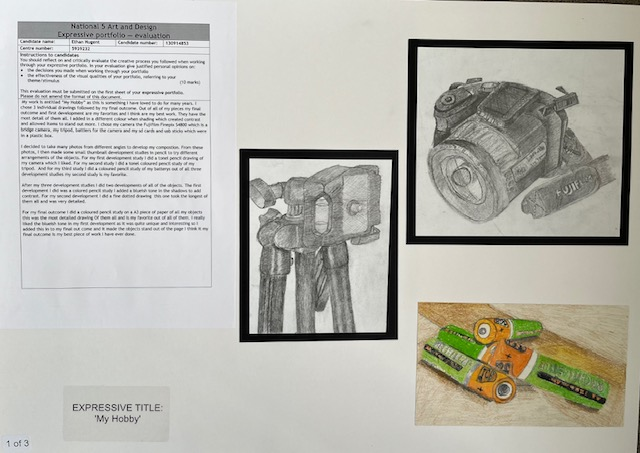 National 5 Art and Design
Expressive portfolio — evaluation
Candidate name: Ethan Nugent Candidate number: 130914853
Centre number: 5939232
Instructions to candidates
You should reflect on and critically evaluate the creative process you followed when working
through your expressive portfolio. In your evaluation you should give justified personal opinions on:
• the decisions you made when working through your portfolio
• the effectiveness of the visual qualities of your portfolio, referring to your
theme/stimulus
(10 marks)
This evaluation must be submitted on the first sheet of your expressive portfolio.
Please do not amend the format of this document.
My work is entitled "My Hobby" as this is something I have loved to do for many years. I
chose 3 individual drawings followed by my final outcome. Out of all of my pieces my final
outcome and first development are my favorites and I think are my best work. They have the
most detail of them all. I added in a different colour when shading which created contrast
and allowed items to stand out more. I chose my camera the Fujifilm Finepix S4800 which is a
bridge camera, my tripod, batteries for the camera and my sd cards and usb sticks which were
in a plastic box.
I decided to take many photos from different angles to develop my composition. From these
photos, I then made some small thumbnail development studies in pencil to try different
arrangements of the objects. For my first development study I did a tonel pencil drawing of
my camera which I liked. For my second study I did a tonel coloured pencil study of my
tripod. And for my third study I did a coloured pencil study of my batterys out of all three
development studies my second study is my favorite.
After my three development studies I did two developments of all of the objects. The first
development I did was a colored pencil study I added a blueish tone in the shadows to add
contrast. For my second development I did a fine dotted drawing this one took the longest of
them all and was very detailed.
For my final outcome I did a coloured pencil study on a A3 piece of paper of all my objects
this was the most detailed drawing Of them all and is my favorite out of all of them. I really
liked the blueish tone in my first development as it was quite unique and interesting so I
added this in to my final out come and it made the objects stand out of the page I think it my
final outcome is my best piece of work I have ever done.
FUJIFILM
EXPRESSIVE TITLE:
'My Hobby'
1 of 3